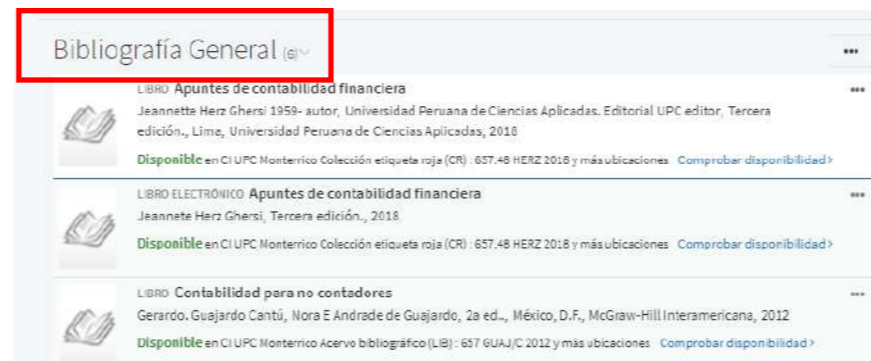 Bibliografía General (6)
LIBRO Apuntes de contabilidad financiera
Jeannette Herz Ghersi 1959- autor, Universidad Peruana de Ciencias Aplicadas. Editorial UPC editor, Tercera
edición., Lima, Universidad Peruana de Ciencias Aplicadas, 2018
Disponible en CI UPC Monterrico Colección etiqueta roja (CR) : 657.48 HERZ 2018 y más ubicaciones Comprobar disponibilidad >
LIBRO ELECTRÓNICO Apuntes de contabilidad financiera
Jeannete Herz Ghersi, Tercera edición., 2018
Disponible en CI UPC Monterrico Colección etiqueta roja (CR) : 657.48 HERZ 2018 y más ubicaciones Comprobar disponibilidad >
LIBRO Contabilidad para no contadores
Gerardo. Guajardo Cantú, Nora E Andrade de Guajardo, 2a ed.., México, D.F., McGraw-Hill Interamericana, 2012
Disponible en CI UPC Monterrico Acervo bibliográfico (LIB) : 657 GUAJ/C 2012 y más ubicaciones Comprobar disponibilidad >